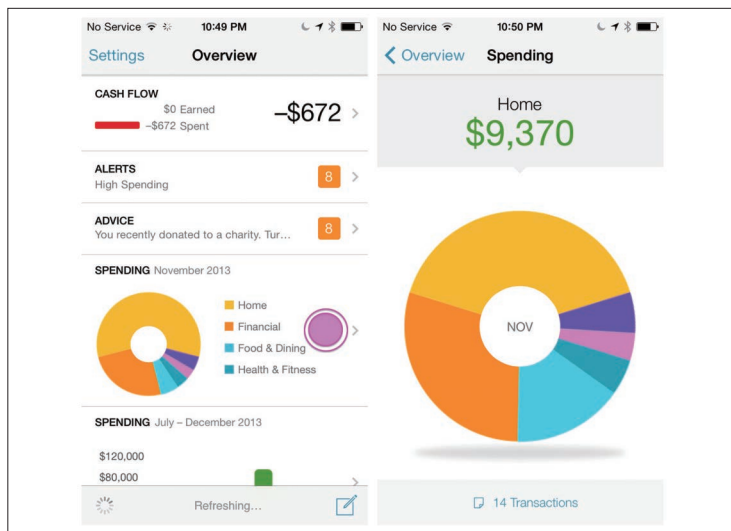 No Service 10:49 PM
Settings Overview
CASH FLOW
$0 Earned
–$672 Spent
–$672
ALERTS
High Spending
8
ADVICE
You recently donated to a charity. Tur...
8
SPENDING November 2013
Home
Financial
Food & Dining
Health & Fitness
SPENDING July – December 2013
$120,000
$80,000
Refreshing...
No Service 10:50 PM
Overview Spending
Home
$9,370
NOV
14 Transactions